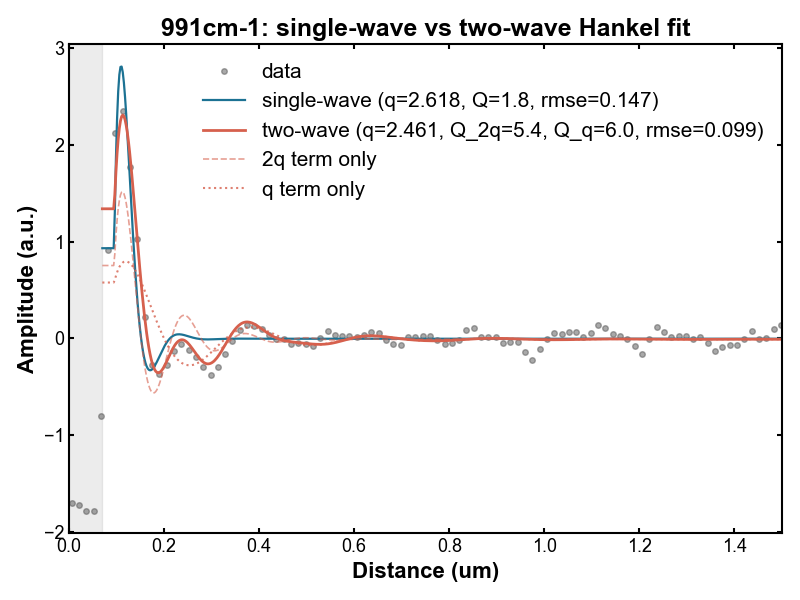 991cm-1: single-wave vs two-wave Hankel fit
data
single-wave (q=2.618, Q=1.8, rmse=0.147)
two-wave (q=2.461, Q_2q=5.4, Q_q=6.0, rmse=0.099)
2q term only
q term only
Amplitude (a.u.)
3
2
1
0
−1
−2
0.0 0.2 0.4 0.6 0.8 1.0 1.2 1.4
Distance (um)